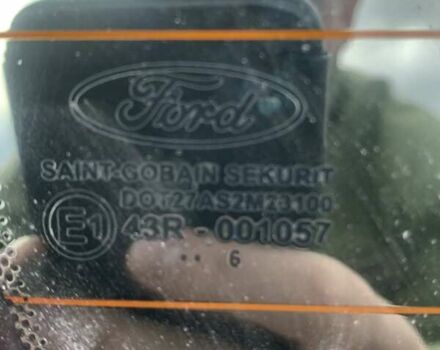 Ford
SAINT-GOBAIN SEKURIT
DOT27AS2M23100
E1
43R - 001057
.. 6